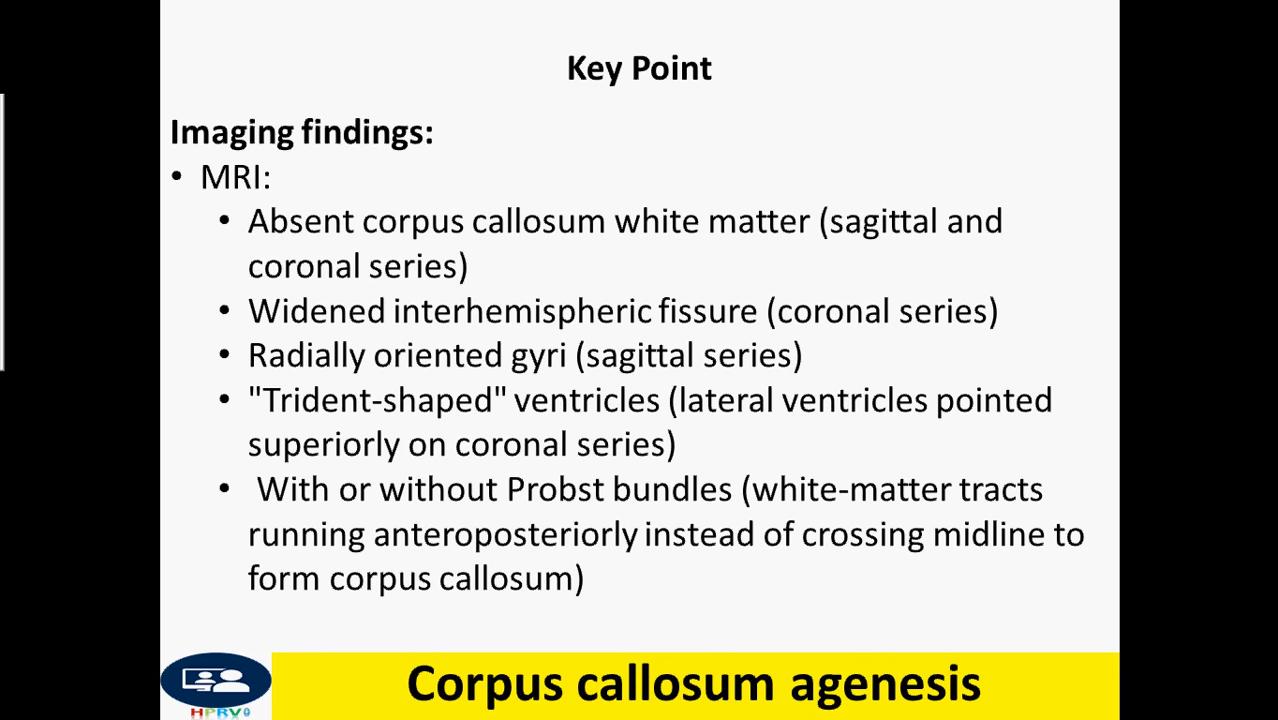 Key Point
Imaging findings:
• MRI:
• Absent corpus callosum white matter (sagittal and
coronal series)
• Widened interhemispheric fissure (coronal series)
• Radially oriented gyri (sagittal series)
• "Trident-shaped" ventricles (lateral ventricles pointed
superiorly on coronal series)
• With or without Probst bundles (white-matter tracts
running anteroposteriorly instead of crossing midline to
form corpus callosum)
Corpus callosum agenesis
HPRV